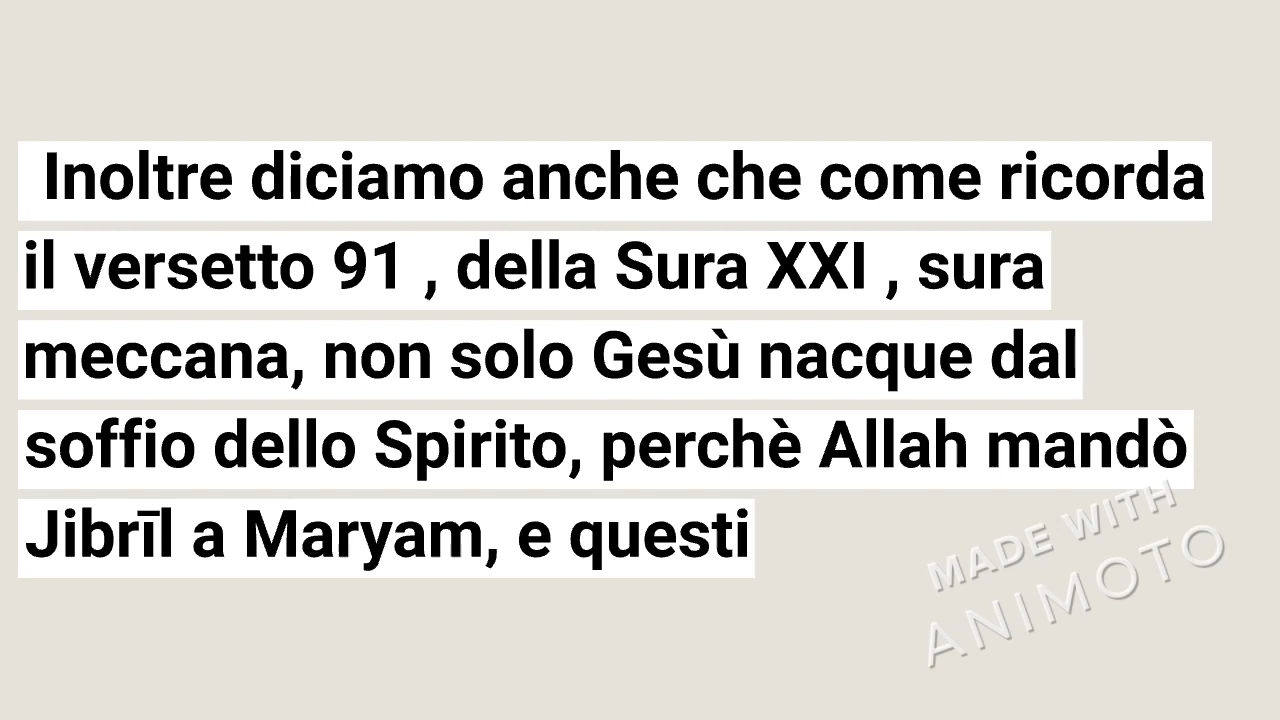 Inoltre diciamo anche che come ricorda
il versetto 91 , della Sura XXI , sura
meccana, non solo Gesù nacque dal
soffio dello Spirito, perchè Allah mandò
Jibrīl a Maryam, e questi
MADE WITH
ANIMOTO